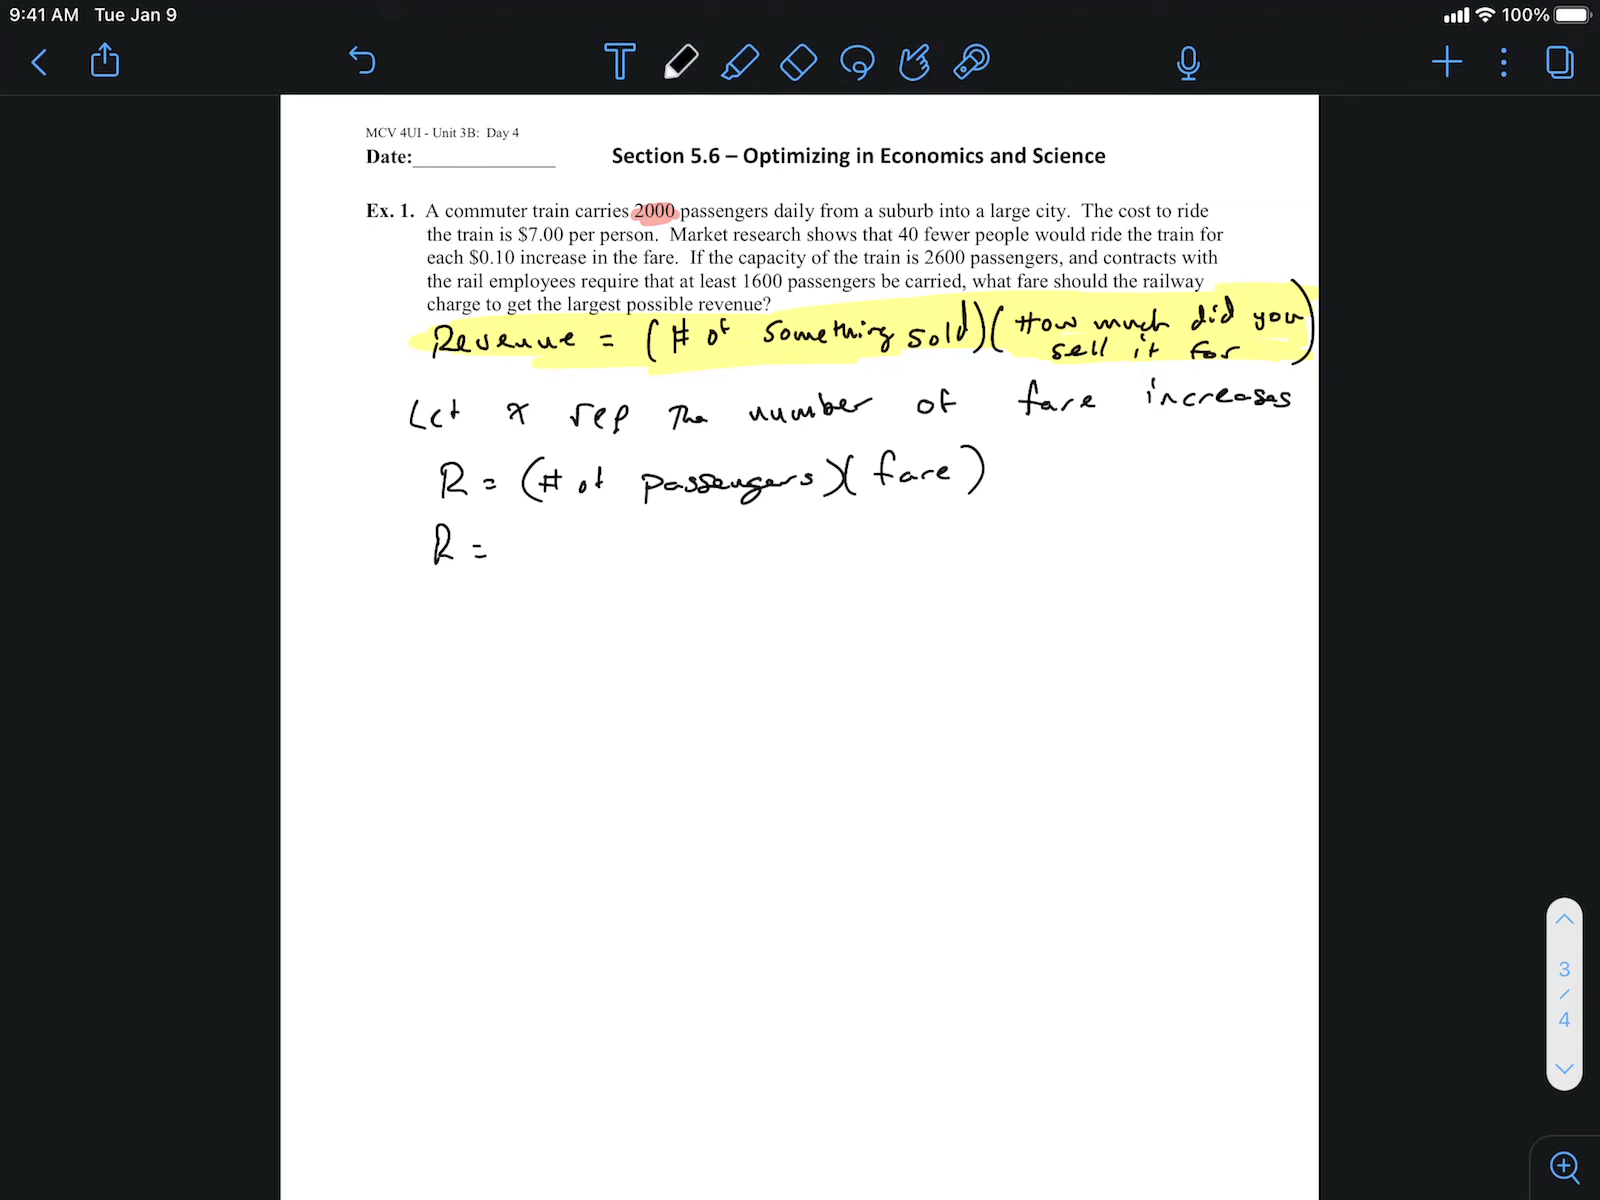 9:41 AM Tue Jan 9 100%
MCV 4UI - Unit 3B: Day 4
Date:______________ Section 5.6 – Optimizing in Economics and Science
Ex. 1. A commuter train carries 2000 passengers daily from a suburb into a large city. The cost to ride
the train is $7.00 per person. Market research shows that 40 fewer people would ride the train for
each $0.10 increase in the fare. If the capacity of the train is 2600 passengers, and contracts with
the rail employees require that at least 1600 passengers be carried, what fare should the railway
charge to get the largest possible revenue?
Revenue = (# of something sold)(How much did you
sell it for)
Let x rep the number of fare increases
R = (# of passengers)(fare)
R =
3
/
4